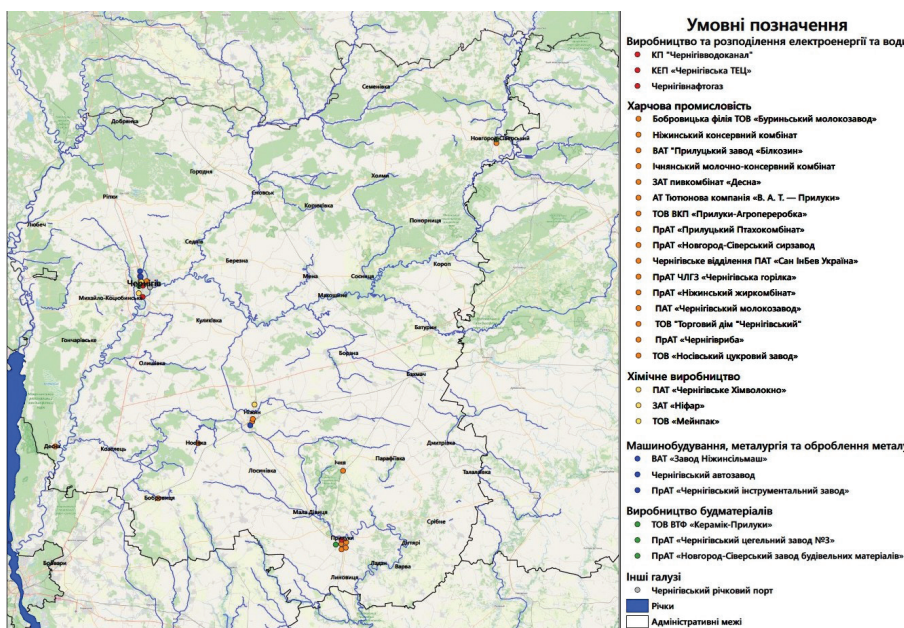 Умовні позначення
Виробництво та розподілення електроенергії та води
КП "Чернігівводоканал"
КЕП «Чернігівська ТЕЦ»
Чернігівнафтогаз
Харчова промисловість
Бобровицька філія ТОВ «Буриньський молокозавод»
Ніжинський консервний комбінат
ВАТ "Прилуцький завод «Білкозин»
Ічнянський молочно-консервний комбінат
ЗАТ пивкомбінат «Десна»
АТ Тютюнова компанія «В. А. Т. — Прилуки»
ТОВ ВКП «Прилуки-Агропереробка»
ПрАТ «Прилуцький Птахокомбінат»
ПрАТ «Новгород-Сіверський сирзавод
Чернігівське відділення ПАТ «Сан ІнБев Україна»
ПрАТ ЧЛГЗ «Чернігівська горілка»
ПрАТ «Ніжинський жиркомбінат»
ПАТ «Чернігівський молокозавод»
ТОВ "Торговий дім "Чернігівський"
ПрАТ «Чернігівриба»
ТОВ «Носівський цукровий завод»
Хімічне виробництво
ПАТ «Чернігівське Хімволокно»
ЗАТ «Ніфар»
ТОВ «Мейнпак»
Машинобудування, металургія та оброблення металу
ВАТ «Завод Ніжинсільмаш»
Чернігівський автозавод
ПрАТ «Чернігівський інструментальний завод»
Виробництво будматеріалів
ТОВ ВТФ «Керамік-Прилуки»
ПрАТ «Чернігівський цегельний завод №3»
ПрАТ «Новгород-Сіверський завод будівельних матеріалів»
Інші галузі
Чернігівський річковий порт
Річки
Адміністративні межі
Семенівка
Добрянка
Новгород-Сіверський
Городня
Холми
Ріпки
Сновськ
Корюківка
Любеч
Понорниця
Седнів
Березна
Мена
Сосниця
Короп
Чернігів
Михайло-Коцюбинське
Макошине
Куликівка
Батурин
Гончарівське
Борзна
Олишівка
Бахмач
Ніжин
Десна
Козелець
Носівка
Дмитрівка
Лосинівка
Ічня
Парафіївка
Талалаївка
Бобровиця
Мала Дівиця
Срібне
Прилуки
Дігтярі
Бровари
Линовиця
Ладан
Варва